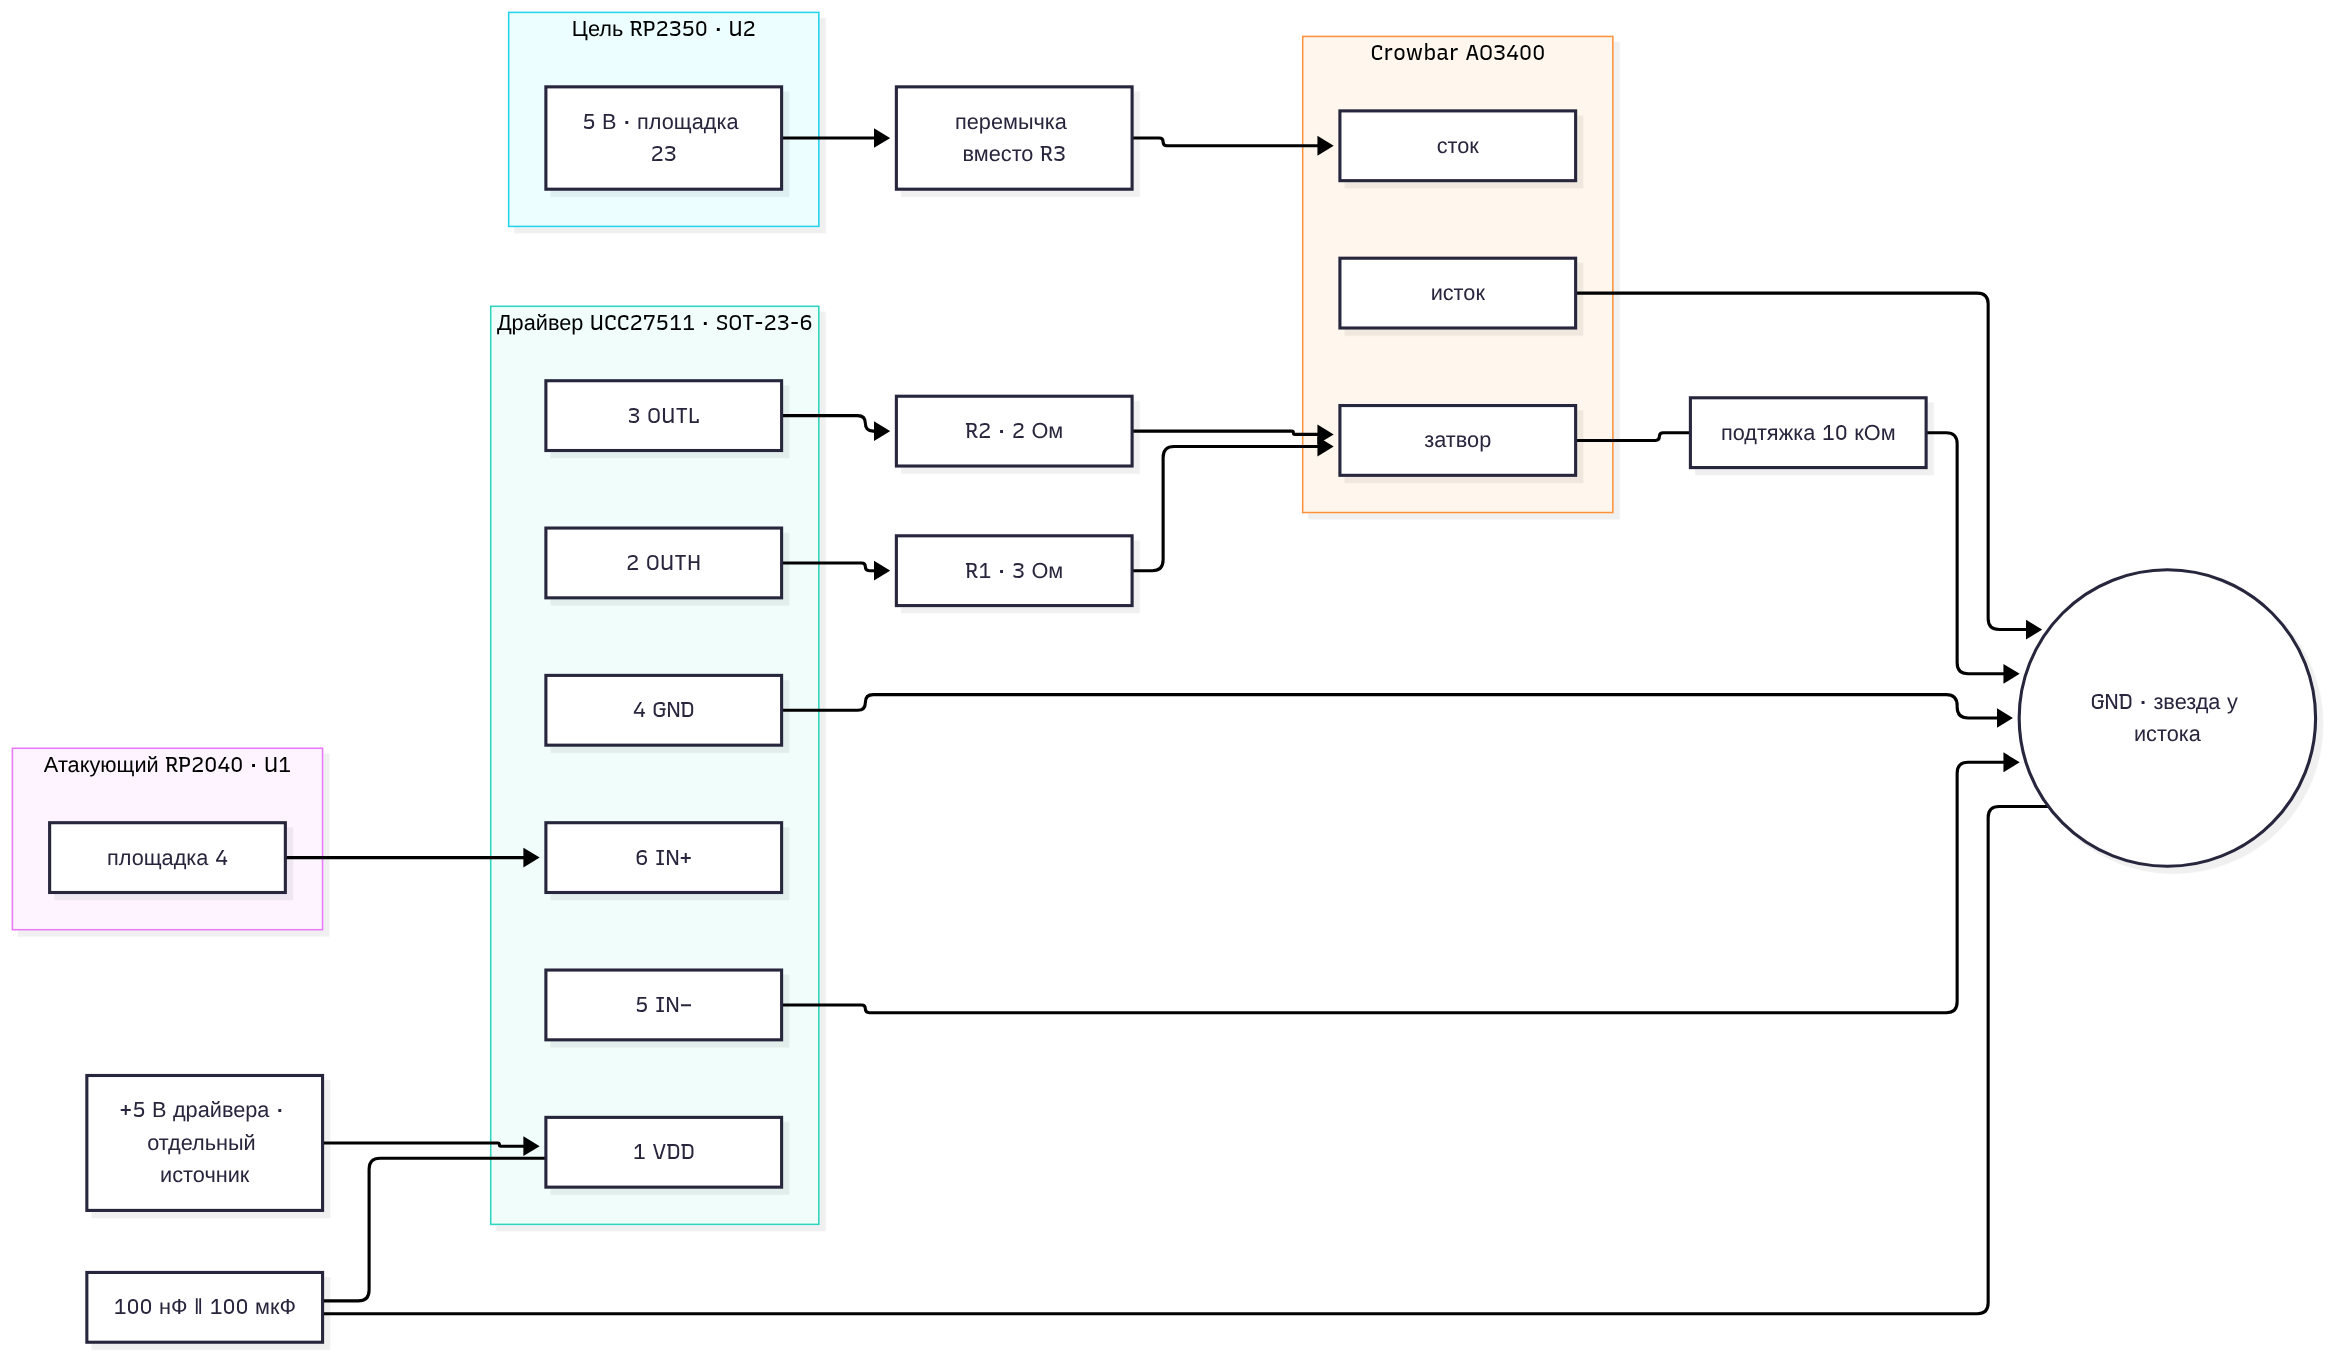 Цель RP2350 · U2
5 В · площадка
23
перемычка
вместо R3
Crowbar AO3400
сток
исток
затвор
подтяжка 10 кОм
Драйвер UCC27511 · SOT-23-6
3 OUTL
R2 · 2 Ом
2 OUTH
R1 · 3 Ом
4 GND
6 IN+
5 IN−
1 VDD
GND · звезда у
истока
Атакующий RP2040 · U1
площадка 4
+5 В драйвера ·
отдельный
источник
100 нФ ∥ 100 мкФ